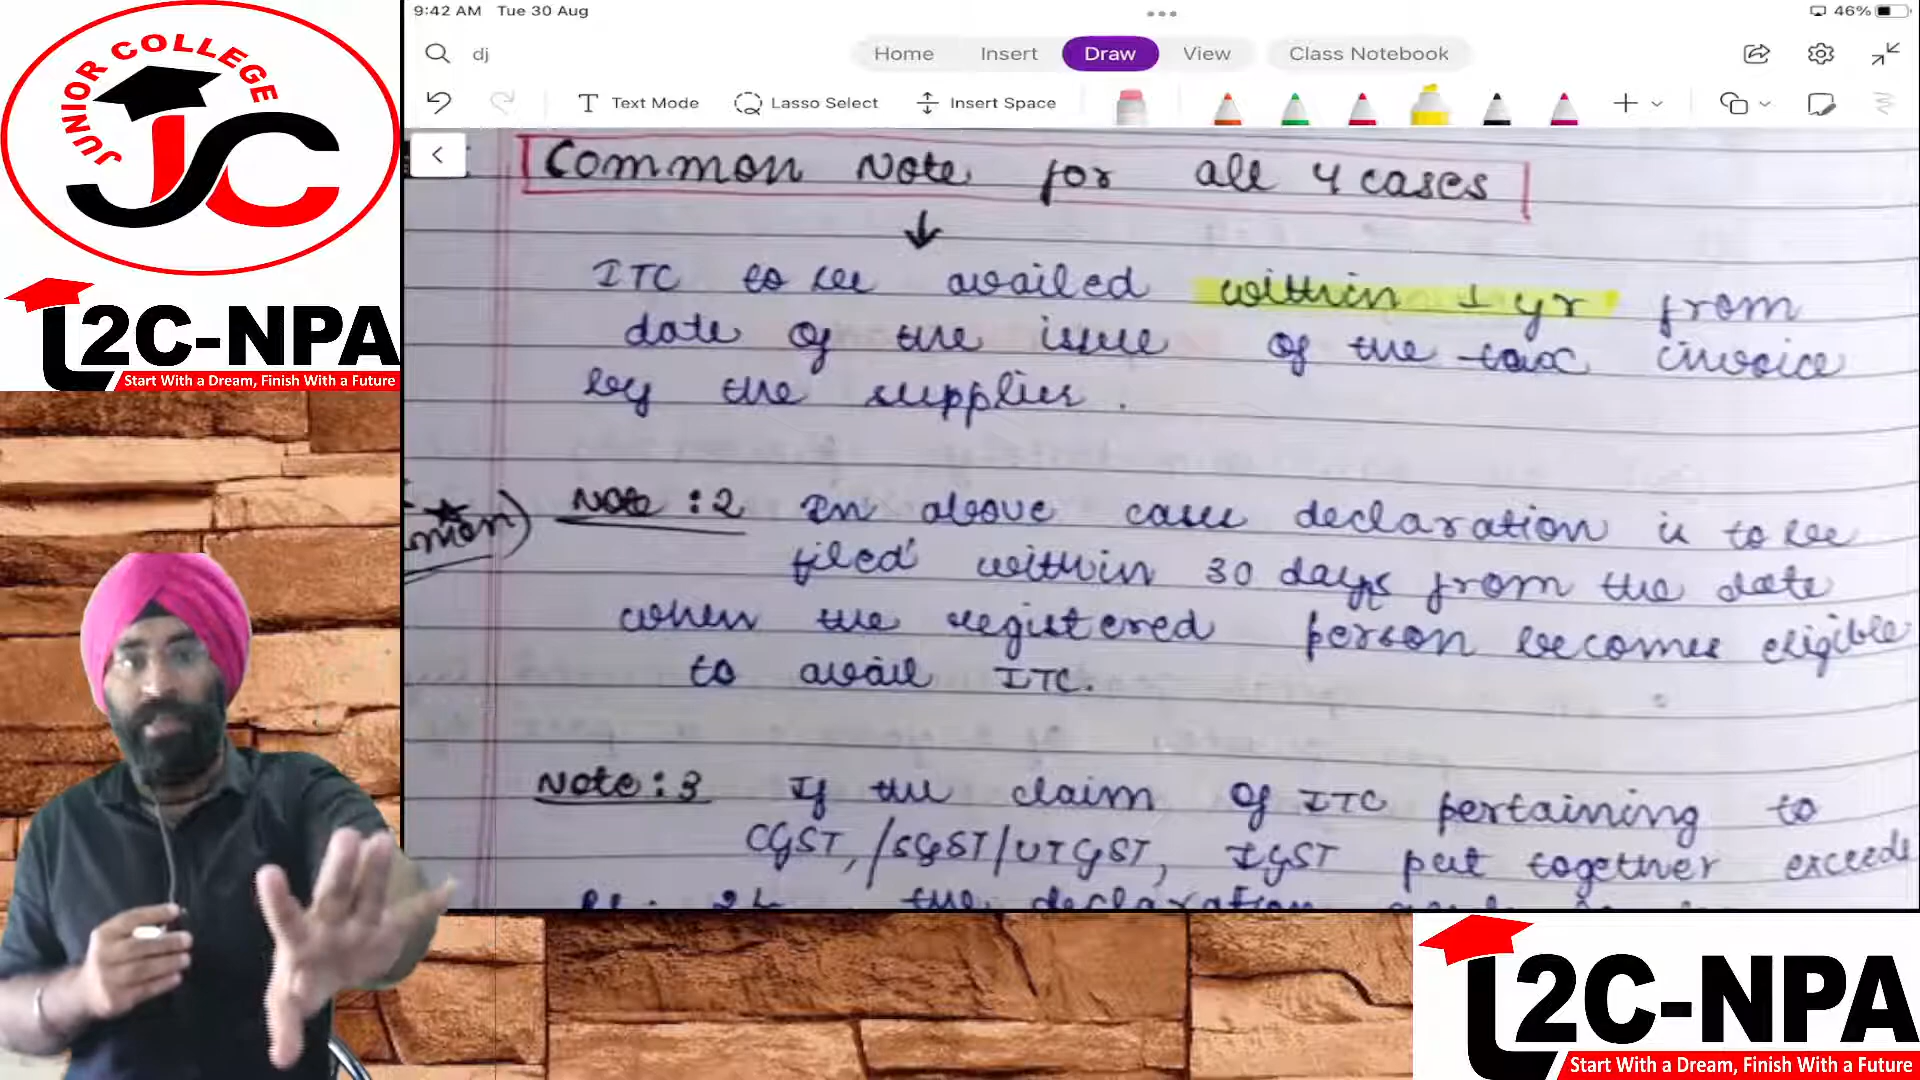 9:42 AM Tue 30 Aug
46%
dj
Home Insert Draw View Class Notebook
Text Mode Lasso Select Insert Space
JUNIOR COLLEGE
JC
L2C-NPA
Start With a Dream, Finish With a Future
Common Note for all 4 cases
ITC to be availed within 1 yr from
date of the issue of the tax invoice
by the supplier.
Note : 2 In above case declaration is to be
filed within 30 days from the date
when the registered person becomes eligible
to avail ITC.
Note : 3 If the claim of ITC pertaining to
CGST, /SGST/UTGST, IGST put together exceeds
the declaration
L2C-NPA
Start With a Dream, Finish With a Future